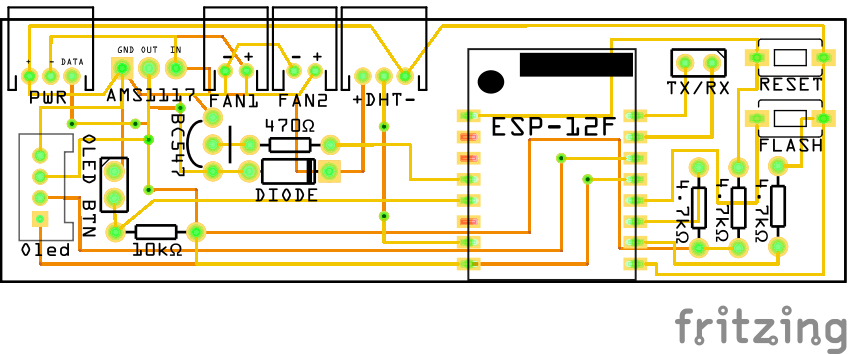 GND OUT IN
+ - DATA
- +
- +
PWR
AMS1117
FAN1
FAN2
+DHT-
TX/RX
RESET
BC547
470Ω
ESP-12F
FLASH
OLED BTN
DIODE
4.7kΩ
4.7kΩ
4.7kΩ
Oled
10kΩ
fritzing